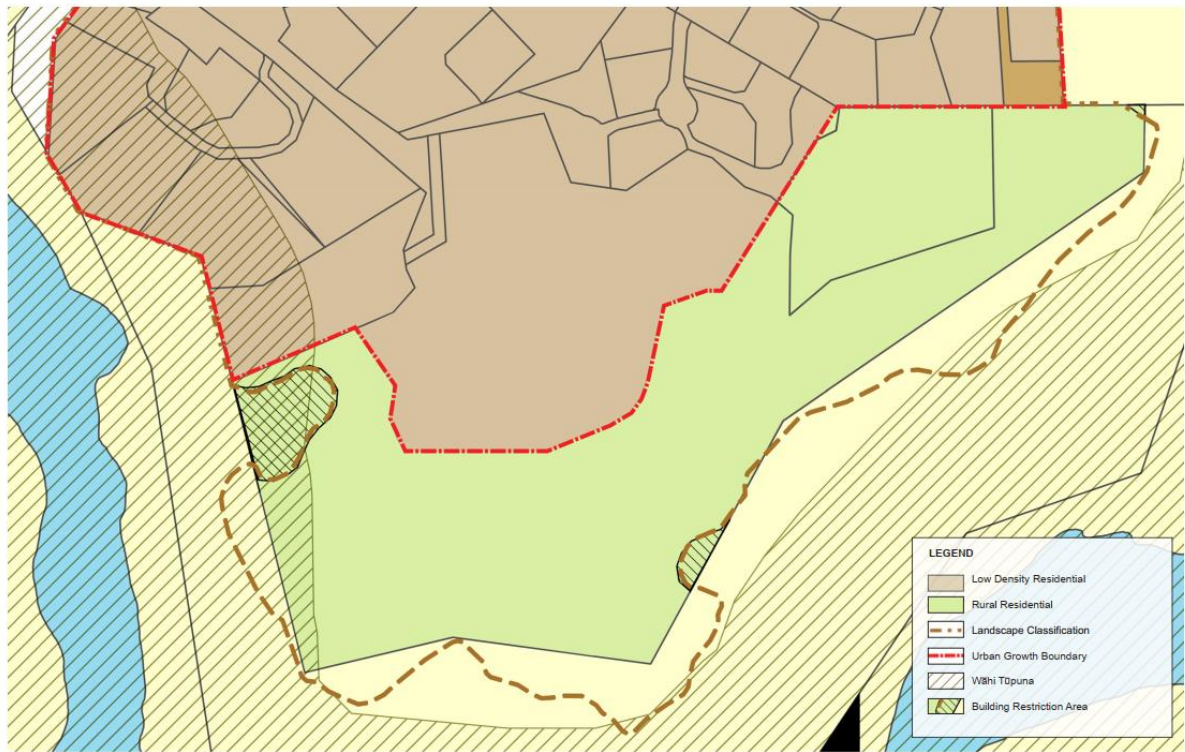 LEGEND
Low Density Residential
Rural Residential
Landscape Classification
Urban Growth Boundary
Wāhi Tūpuna
Building Restriction Area